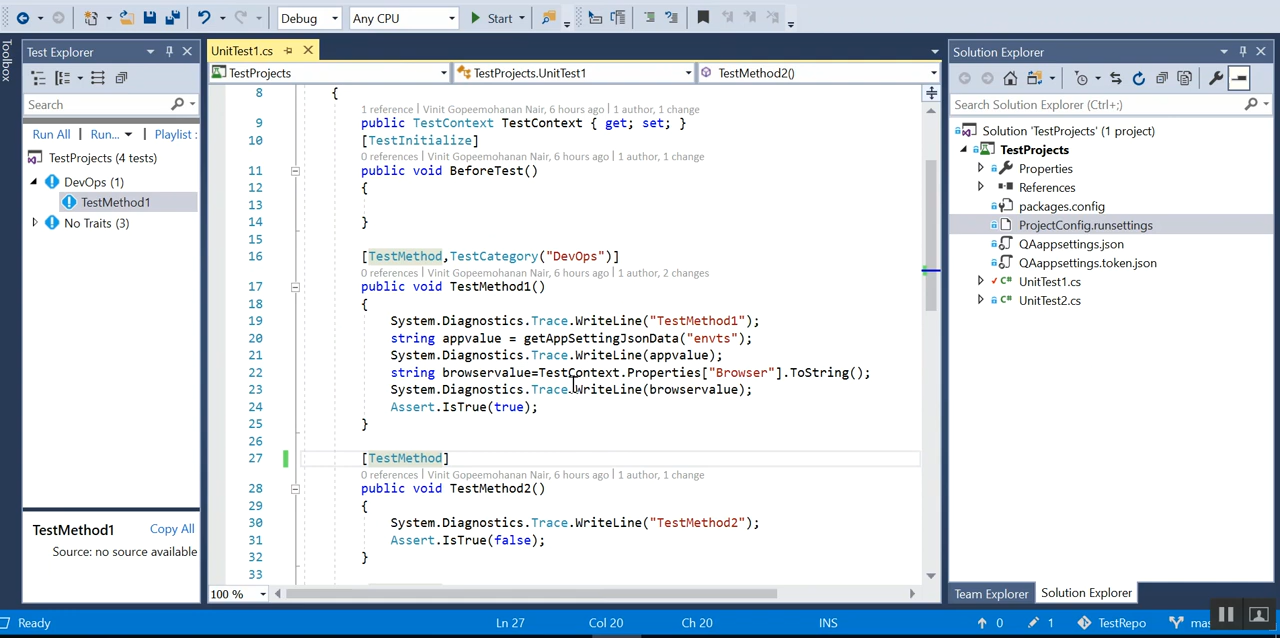 Debug Any CPU Start
Toolbox
Test Explorer
Search
Run All | Run... | Playlist :
TestProjects (4 tests)
DevOps (1)
TestMethod1
No Traits (3)
TestMethod1 Copy All
Source: no source available
UnitTest1.cs
TestProjects TestProjects.UnitTest1 TestMethod2()
8 {
1 reference | Vinit Gopeemohanan Nair, 6 hours ago | 1 author, 1 change
9 public TestContext TestContext { get; set; }
10 [TestInitialize]
0 references | Vinit Gopeemohanan Nair, 6 hours ago | 1 author, 1 change
11 public void BeforeTest()
12 {
13
14 }
15
16 [TestMethod,TestCategory("DevOps")]
0 references | Vinit Gopeemohanan Nair, 6 hours ago | 1 author, 2 changes
17 public void TestMethod1()
18 {
19 System.Diagnostics.Trace.WriteLine("TestMethod1");
20 string appvalue = getAppSettingJsonData("envts");
21 System.Diagnostics.Trace.WriteLine(appvalue);
22 string browservalue=TestContext.Properties["Browser"].ToString();
23 System.Diagnostics.Trace.WriteLine(browservalue);
24 Assert.IsTrue(true);
25 }
26
27 [TestMethod]
0 references | Vinit Gopeemohanan Nair, 6 hours ago | 1 author, 1 change
28 public void TestMethod2()
29 {
30 System.Diagnostics.Trace.WriteLine("TestMethod2");
31 Assert.IsTrue(false);
32 }
33
100 %
Solution Explorer
Search Solution Explorer (Ctrl+;)
Solution 'TestProjects' (1 project)
TestProjects
Properties
References
packages.config
ProjectConfig.runsettings
QAappsettings.json
QAappsettings.token.json
UnitTest1.cs
UnitTest2.cs
Team Explorer Solution Explorer
Ready Ln 27 Col 20 Ch 20 INS 0 1 TestRepo